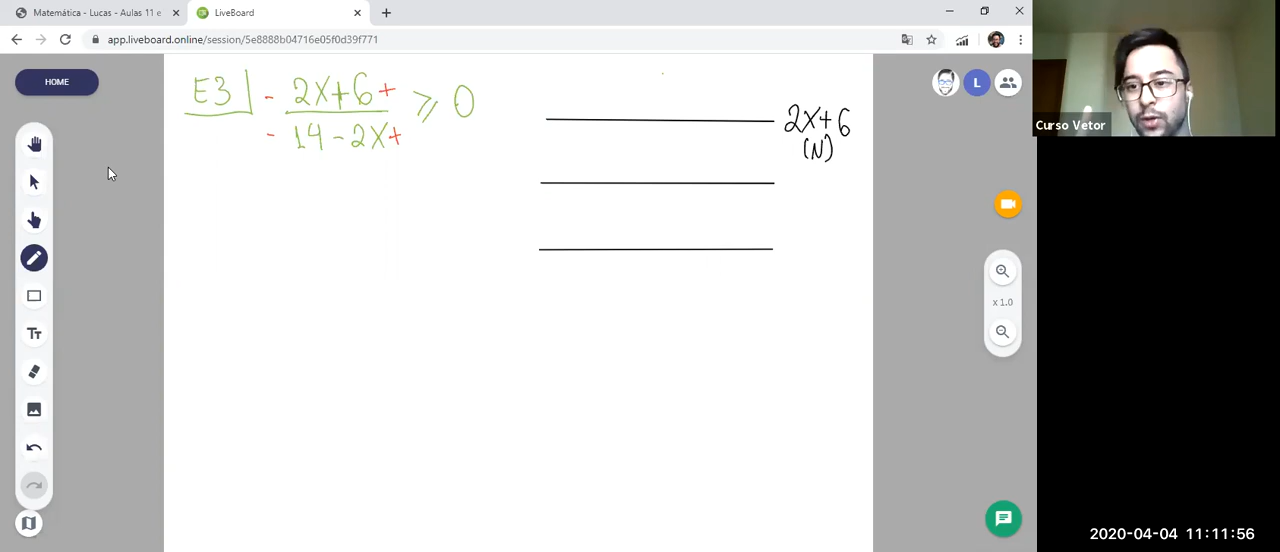 Matemática - Lucas - Aulas 11 e
LiveBoard
app.liveboard.online/session/5e8888b04716e05f0d39f771
HOME
L
E3 - 2X+6 + ≥ 0
- 14 - 2X +
2X+6
(N)
Tт
x 1.0
Curso Vetor
2020-04-04 11:11:56